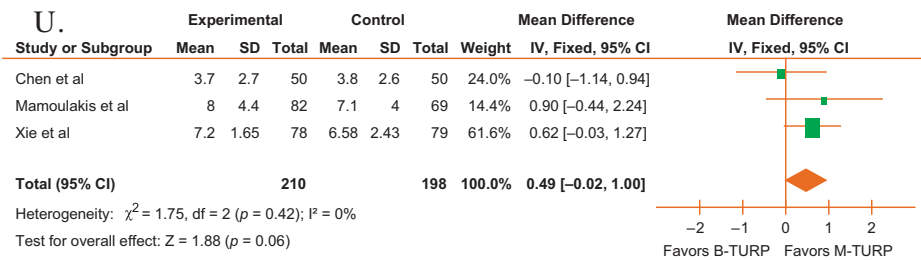 U.
Experimental Control Mean Difference Mean Difference
Study or Subgroup Mean SD Total Mean SD Total Weight IV, Fixed, 95% CI IV, Fixed, 95% CI
Chen et al 3.7 2.7 50 3.8 2.6 50 24.0% –0.10 [–1.14, 0.94]
Mamoulakis et al 8 4.4 82 7.1 4 69 14.4% 0.90 [–0.44, 2.24]
Xie et al 7.2 1.65 78 6.58 2.43 79 61.6% 0.62 [–0.03, 1.27]
Total (95% CI) 210 198 100.0% 0.49 [–0.02, 1.00]
Heterogeneity: χ² = 1.75, df = 2 (p = 0.42); I² = 0%
Test for overall effect: Z = 1.88 (p = 0.06)
–2 –1 0 1 2
Favors B-TURP Favors M-TURP